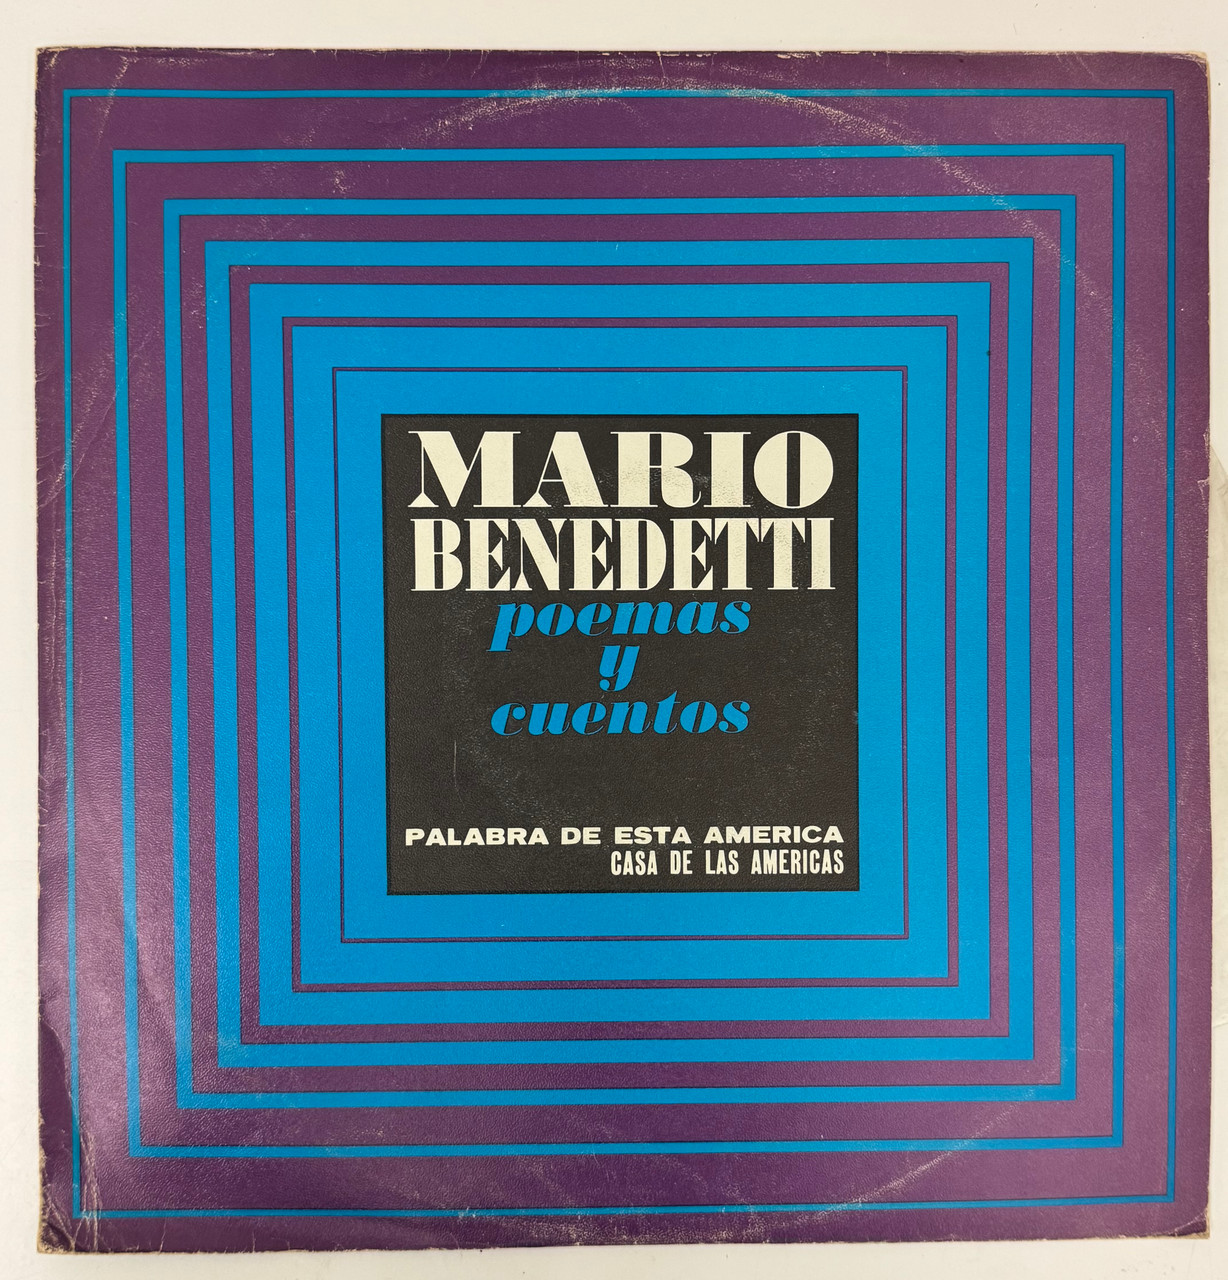 MARIO
BENEDETTI
poemas
y
cuentos
PALABRA DE ESTA AMERICA
CASA DE LAS AMERICAS